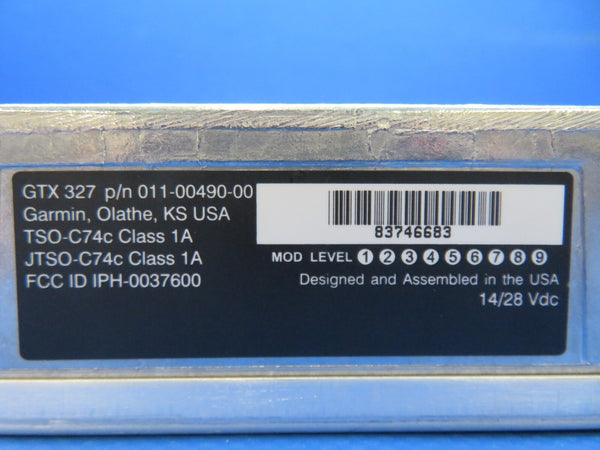 GTX 327 p/n 011-00490-00
Garmin, Olathe, KS USA
TSO-C74c Class 1A
JTSO-C74c Class 1A
FCC ID IPH-0037600
83746683
MOD LEVEL 1 2 3 4 5 6 7 8 9
Designed and Assembled in the USA
14/28 Vdc